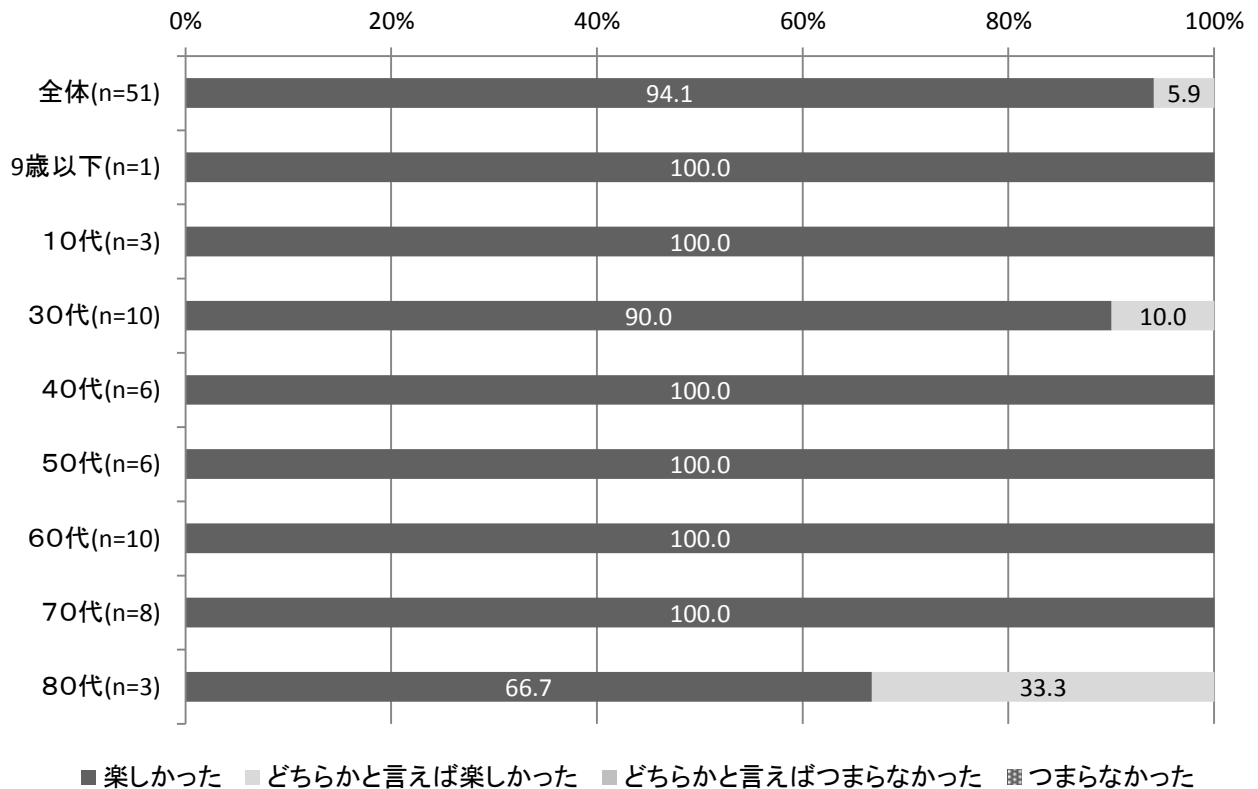 0% 20% 40% 60% 80% 100%
全体(n=51) 94.1 5.9
9歳以下(n=1) 100.0
10代(n=3) 100.0
30代(n=10) 90.0 10.0
40代(n=6) 100.0
50代(n=6) 100.0
60代(n=10) 100.0
70代(n=8) 100.0
80代(n=3) 66.7 33.3
楽しかった どちらかと言えば楽しかった どちらかと言えばつまらなかった つまらなかった